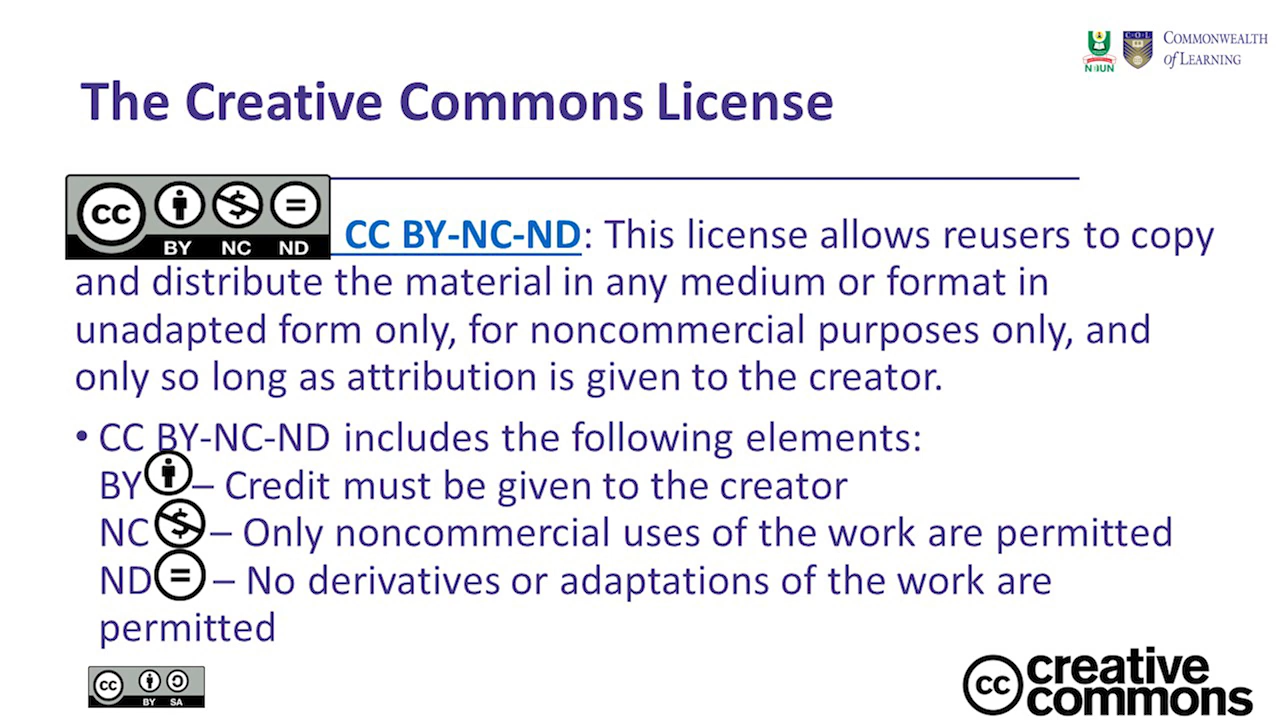 NOUN
COL
COMMONWEALTH
of LEARNING
The Creative Commons License
cc
BY NC ND
CC BY-NC-ND: This license allows reusers to copy
and distribute the material in any medium or format in
unadapted form only, for noncommercial purposes only, and
only so long as attribution is given to the creator.
• CC BY-NC-ND includes the following elements:
BY – Credit must be given to the creator
NC $ – Only noncommercial uses of the work are permitted
ND = – No derivatives or adaptations of the work are
permitted
cc
BY SA
cc creative
commons